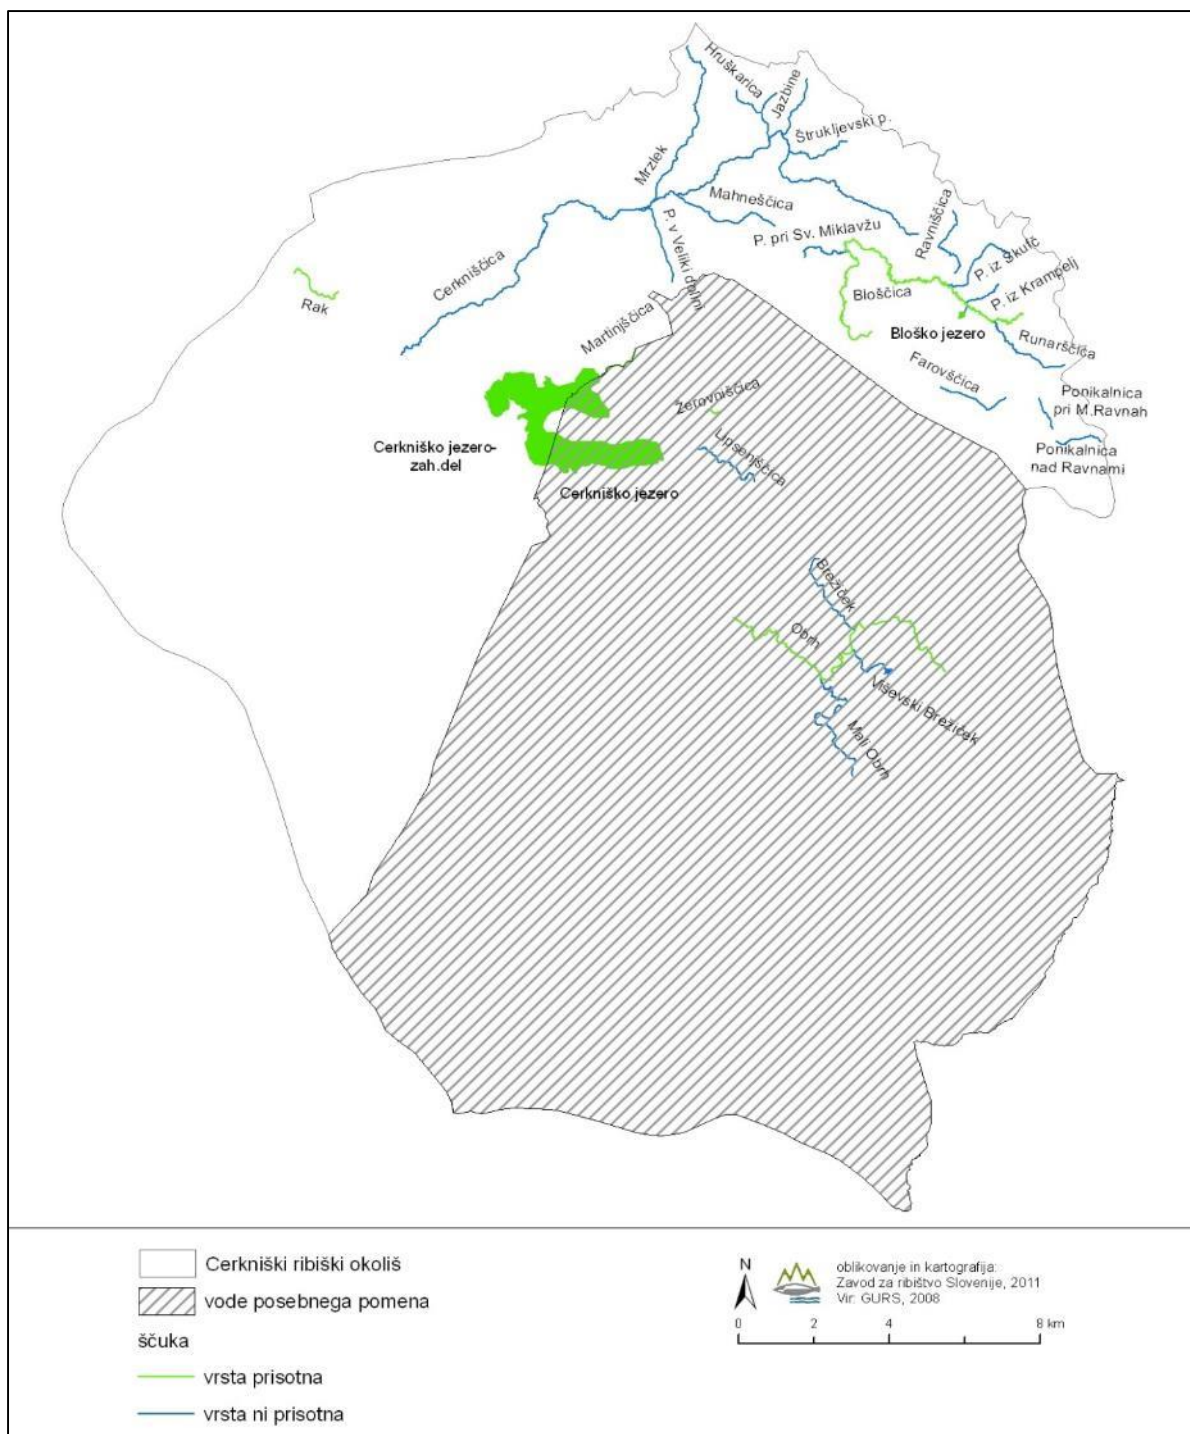 Hruškarica
Jazbine
Štrukljevski p.
Mrzlek
Mahneščica
P. v Veliki dolini
P. pri Sv. Miklavžu
Ravniščica
P. iz Škufč
P. iz Krampelj
Cerkniščica
Rak
Bloščica
Bloško jezero
Runarščica
Martinjščica
Farovščica
Ponikalnica
pri M.Ravnah
Žerovniščica
Ponikalnica
nad Ravnami
Cerkniško jezero-
zah.del
Lipsenjščica
Cerkniško jezero
Brežiček
Obrh
Viševski Brežiček
Mali Obrh
Cerkniški ribiški okoliš
vode posebnega pomena
ščuka
vrsta prisotna
vrsta ni prisotna
N
oblikovanje in kartografija:
Zavod za ribištvo Slovenije, 2011
Vir: GURS, 2008
0 2 4 8 km